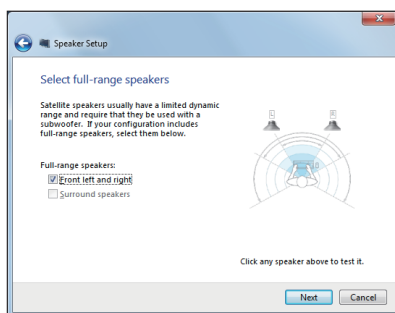 Speaker Setup
Select full-range speakers
Satellite speakers usually have a limited dynamic
range and require that they be used with a
subwoofer. If your configuration includes
full-range speakers, select them below.
Full-range speakers:
Front left and right
Surround speakers
Click any speaker above to test it.
Next
Cancel